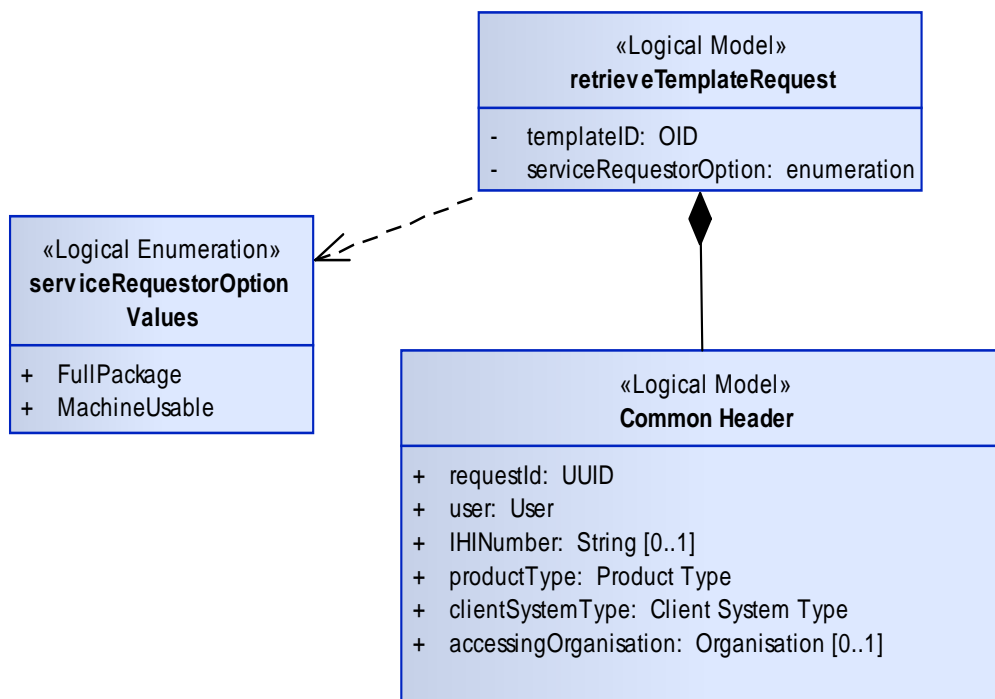 «Logical Model»
retrieveTemplateRequest
- templateID: OID
- serviceRequestorOption: enumeration
«Logical Enumeration»
serviceRequestorOption
Values
+ FullPackage
+ MachineUsable
«Logical Model»
Common Header
+ requestId: UUID
+ user: User
+ IHINumber: String [0..1]
+ productType: Product Type
+ clientSystemType: Client System Type
+ accessingOrganisation: Organisation [0..1]